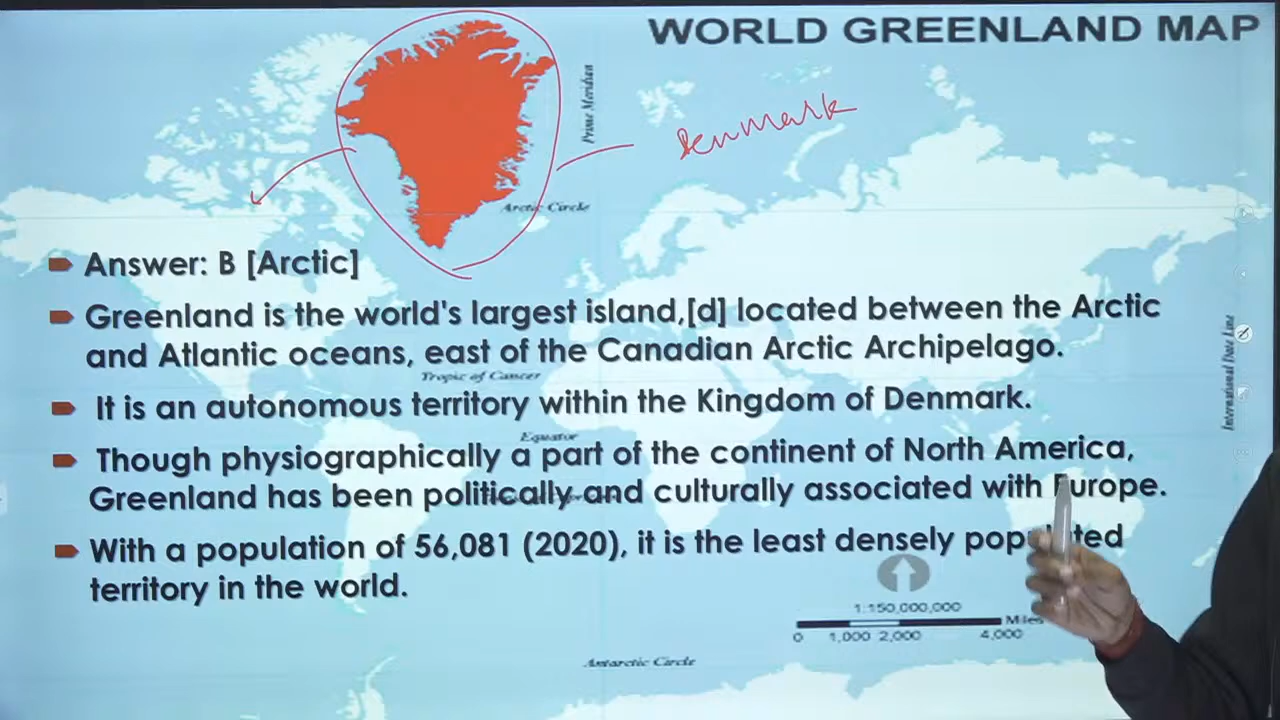 WORLD GREENLAND MAP
Prime Meridian
Denmark
Arctic Circle
Answer: B [Arctic]
Greenland is the world's largest island,[d] located between the Arctic
and Atlantic oceans, east of the Canadian Arctic Archipelago.
Tropic of Cancer
It is an autonomous territory within the Kingdom of Denmark.
International Date Line
Equator
Though physiographically a part of the continent of North America,
Greenland has been politically and culturally associated with Europe.
With a population of 56,081 (2020), it is the least densely populated
territory in the world.
1:150,000,000
Miles
0 1,000 2,000 4,000
Antarctic Circle